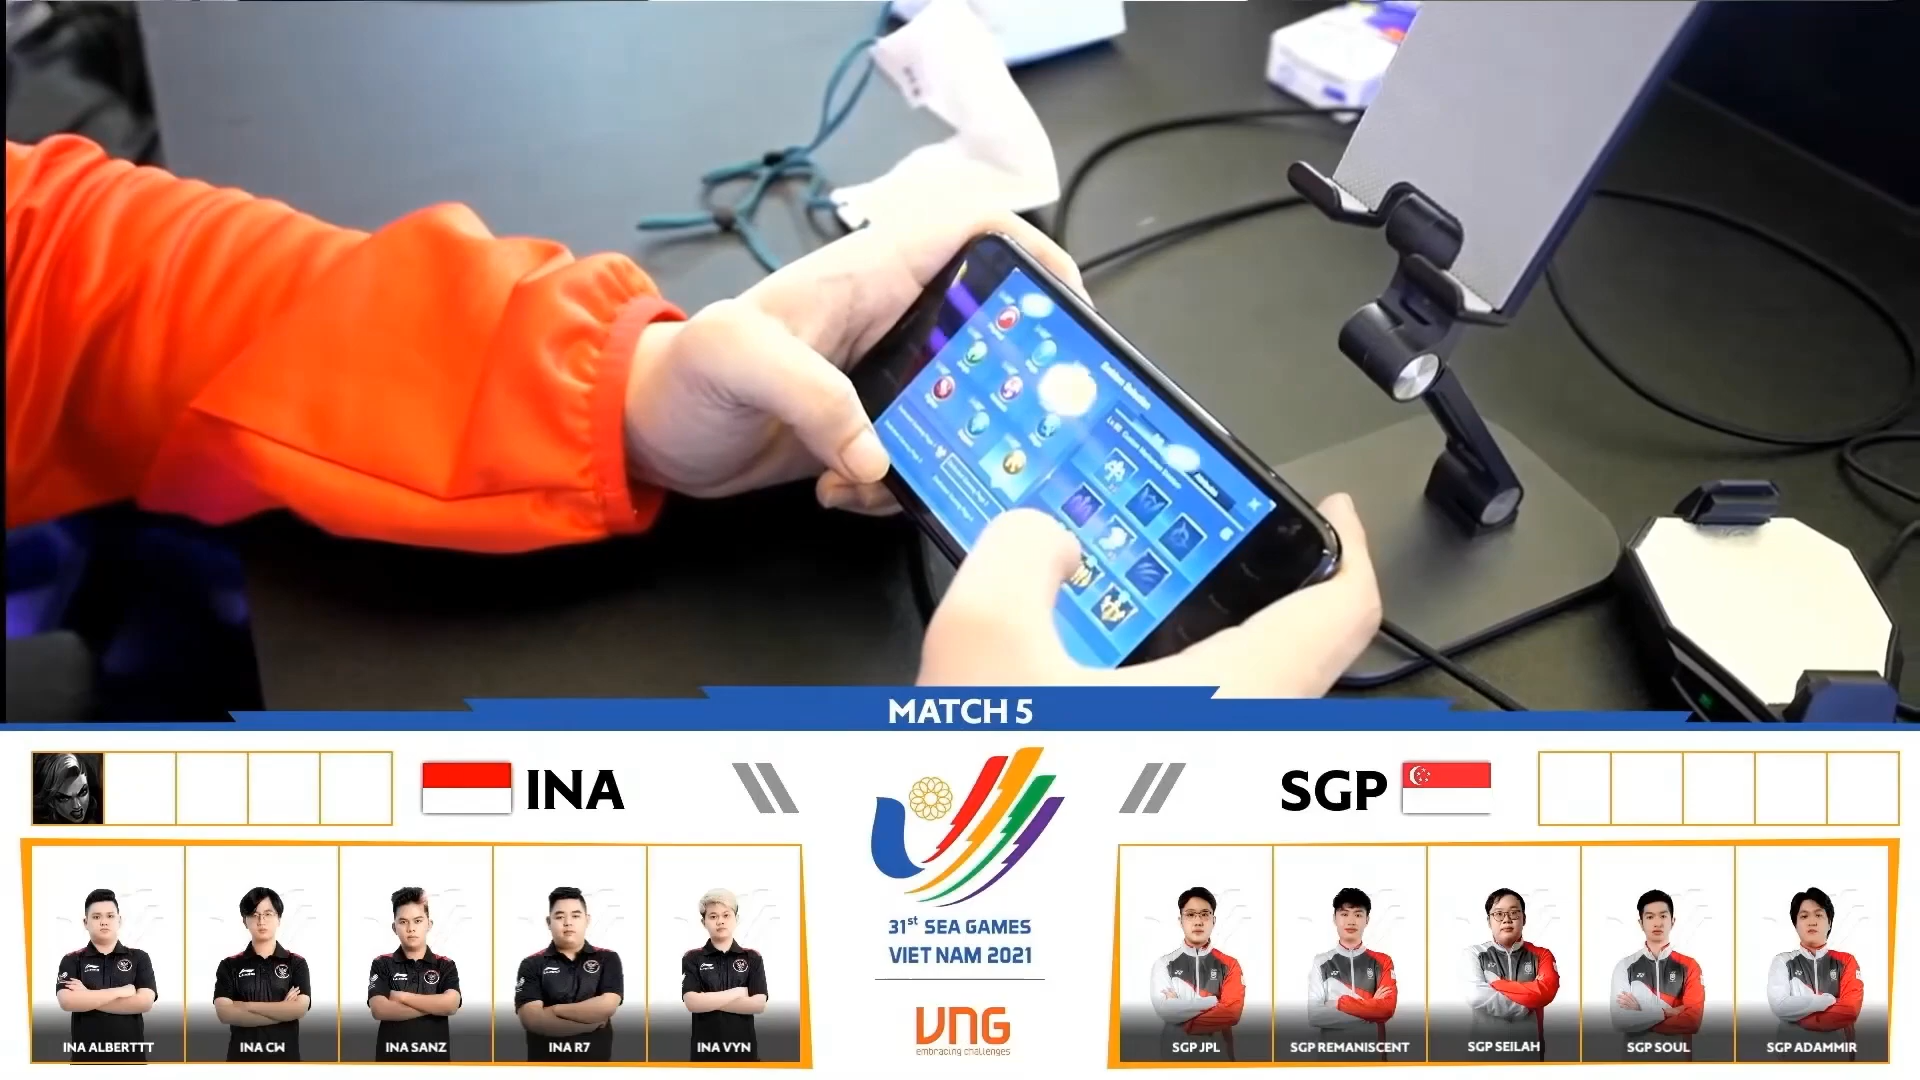 MATCH 5
INA
SGP
31st SEA GAMES
VIET NAM 2021
VNG
embracing challenges
INA ALBERTTT
INA CW
INA SANZ
INA R7
INA VYN
SGP JPL
SGP REMANISCENT
SGP SEILAH
SGP SOUL
SGP ADAMMIR